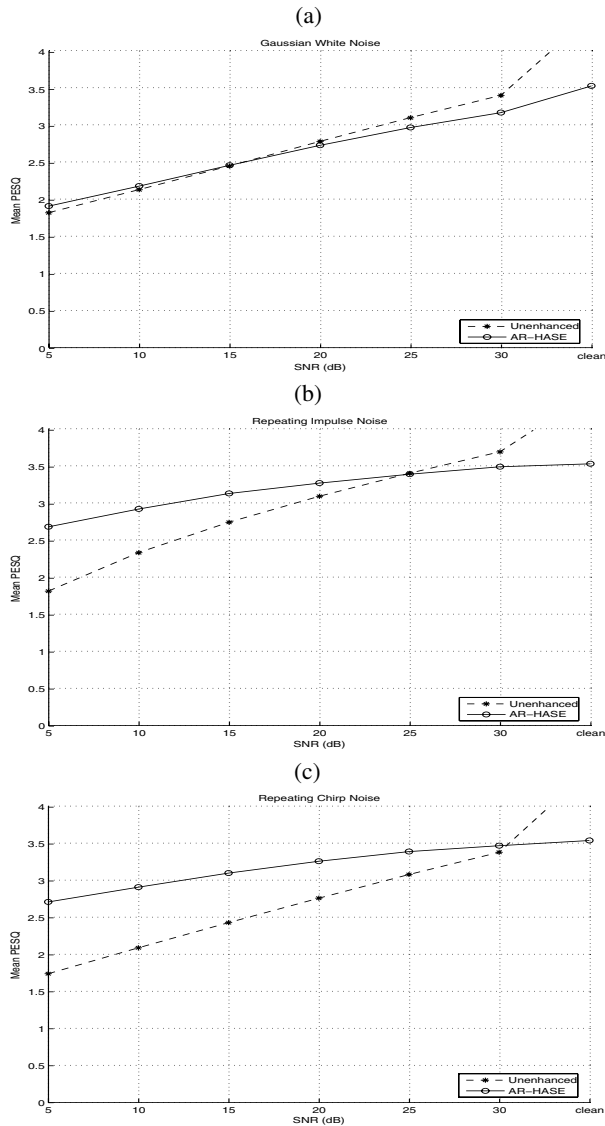 (a)
Gaussian White Noise
4
3.5
3
2.5
2
1.5
1
0.5
0
Mean PESQ
Unenhanced
AR-HASE
5 10 15 20 25 30 clean
SNR (dB)
(b)
Repeating Impulse Noise
4
3.5
3
2.5
2
1.5
1
0.5
0
Mean PESQ
Unenhanced
AR-HASE
5 10 15 20 25 30 clean
SNR (dB)
(c)
Repeating Chirp Noise
4
3.5
3
2.5
2
1.5
1
0.5
0
Mean PESQ
Unenhanced
AR-HASE
5 10 15 20 25 30 clean
SNR (dB)